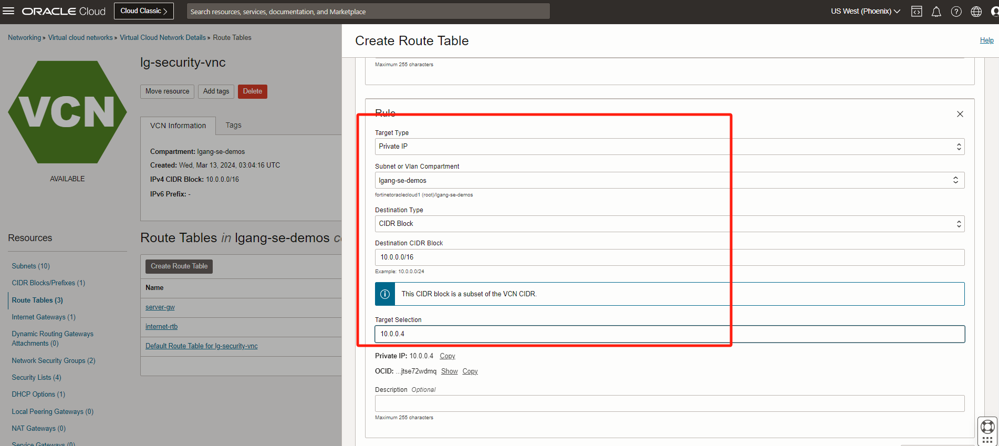 ORACLE Cloud
Cloud Classic >
Search resources, services, documentation, and Marketplace
US West (Phoenix)
Networking » Virtual cloud networks » Virtual Cloud Network Details » Route Tables
VCN
AVAILABLE
lg-security-vnc
Move resource
Add tags
Delete
VCN Information
Tags
Compartment: lgang-se-demos
Created: Wed, Mar 13, 2024, 03:04:16 UTC
IPv4 CIDR Block: 10.0.0.0/16
IPv6 Prefix: -
Resources
Subnets (10)
CIDR Blocks/Prefixes (1)
Route Tables (3)
Internet Gateways (1)
Dynamic Routing Gateways
Attachments (0)
Network Security Groups (2)
Security Lists (4)
DHCP Options (1)
Local Peering Gateways (0)
NAT Gateways (0)
Service Gateways (0)
Route Tables in lgang-se-demos c
Create Route Table
Name
server-gw
internet-rtb
Default Route Table for lg-security-vnc
Create Route Table
Help
Maximum 255 characters
Rule
Target Type
Private IP
Subnet or Vlan Compartment
lgang-se-demos
fortinetoraclecloud1 (root)/lgang-se-demos
Destination Type
CIDR Block
Destination CIDR Block
10.0.0.0/16
Example: 10.0.0.0/24
This CIDR block is a subset of the VCN CIDR.
Target Selection
10.0.0.4
Private IP: 10.0.0.4 Copy
OCID: ...jtse72wdmq Show Copy
Description Optional
Maximum 255 characters